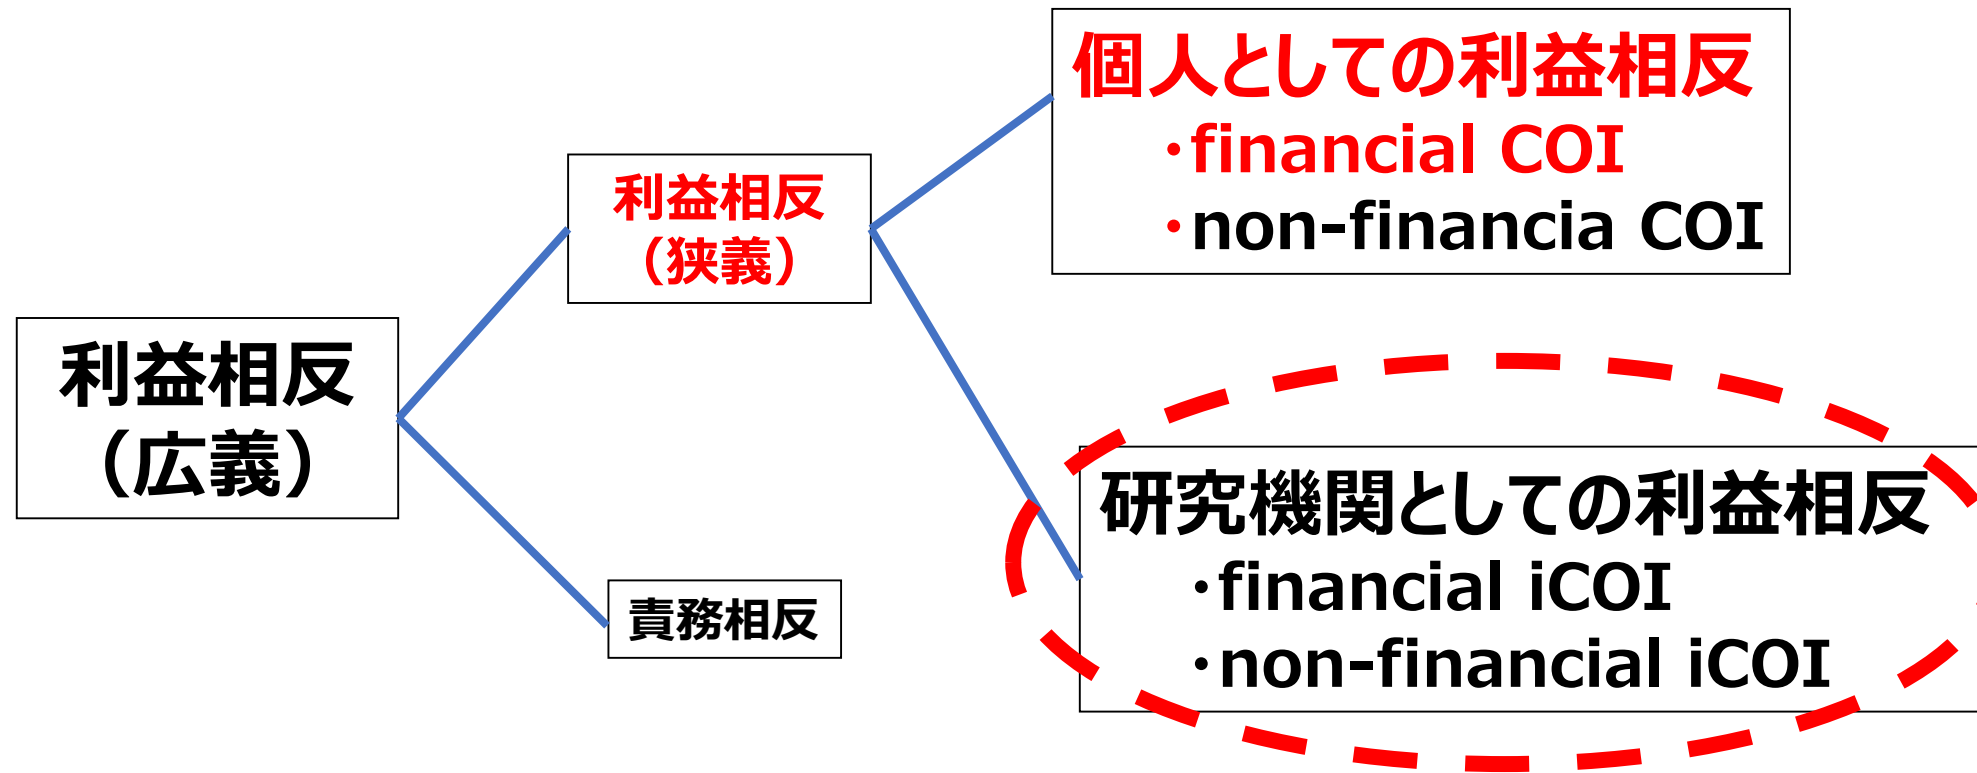 利益相反
（広義）
利益相反
（狭義）
責務相反
個人としての利益相反
・financial COI
・non-financia COI
研究機関としての利益相反
・financial iCOI
・non-financial iCOI